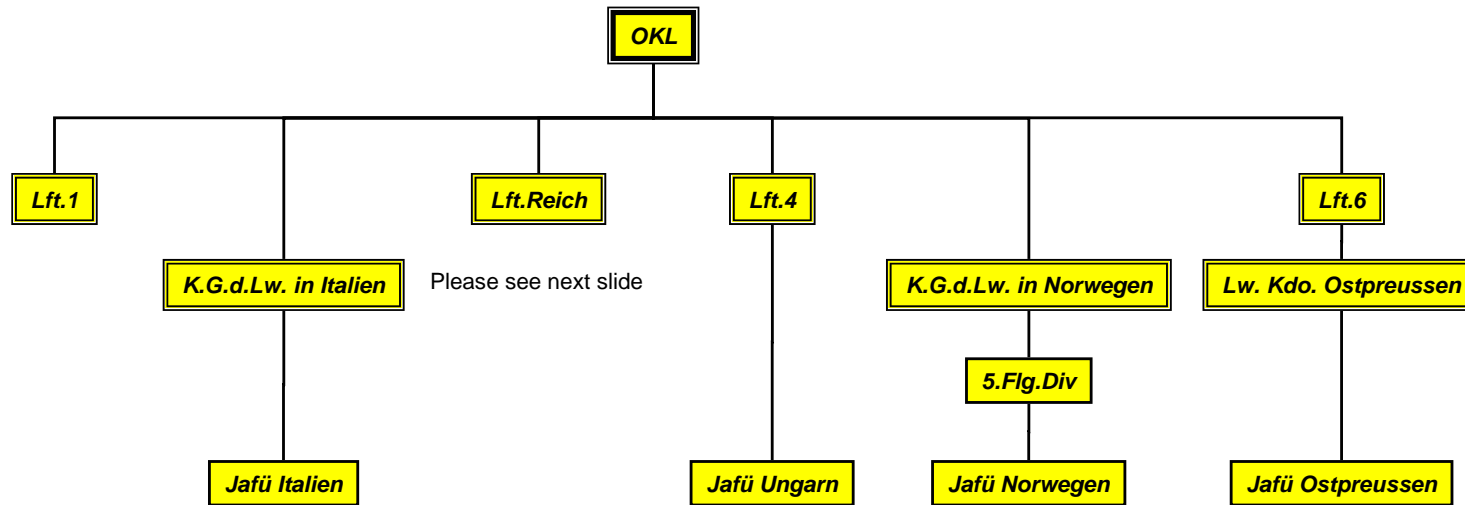 OKL
Lft.1
Lft.Reich
Lft.4
Lft.6
K.G.d.Lw. in Italien
Please see next slide
K.G.d.Lw. in Norwegen
Lw. Kdo. Ostpreussen
5.Flg.Div
Jafü Italien
Jafü Ungarn
Jafü Norwegen
Jafü Ostpreussen